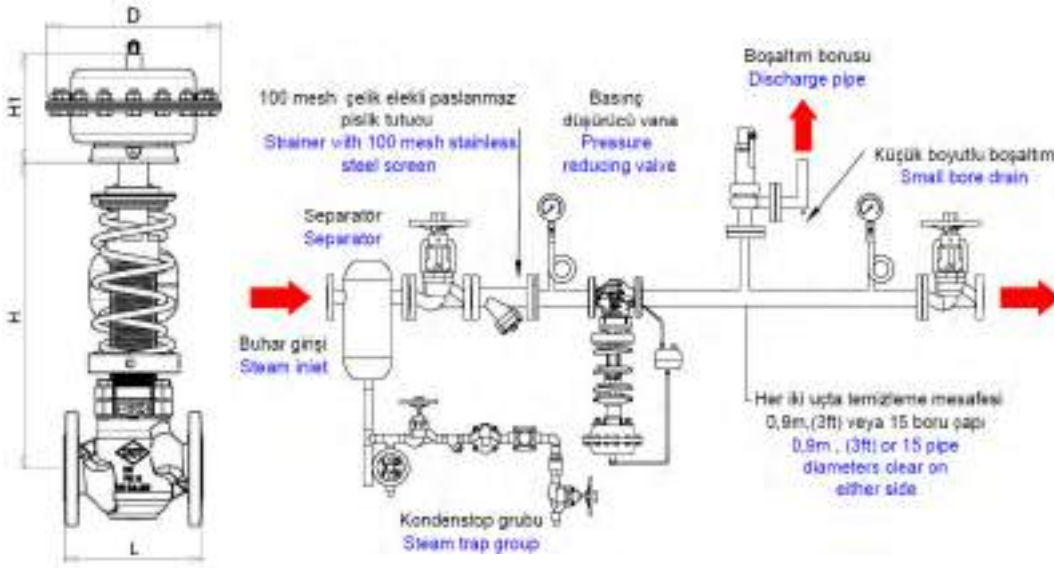 D
H1
H
L
100 mesh çelik elekli paslanmaz
pislik tutucu
Strainer with 100 mesh stainless
steel screen
Basınç
düşürücü vana
Pressure
reducing valve
Boşaltım borusu
Discharge pipe
Küçük boyutlu boşaltım
Small bore drain
Separatör
Separator
Buhar girişi
Steam inlet
Her iki uçta temizleme mesafesi
0,9m,(3ft) veya 15 boru çapı
0,9m , (3ft) or 15 pipe
diameters clear on
either side
Kondenstop grubu
Steam trap group